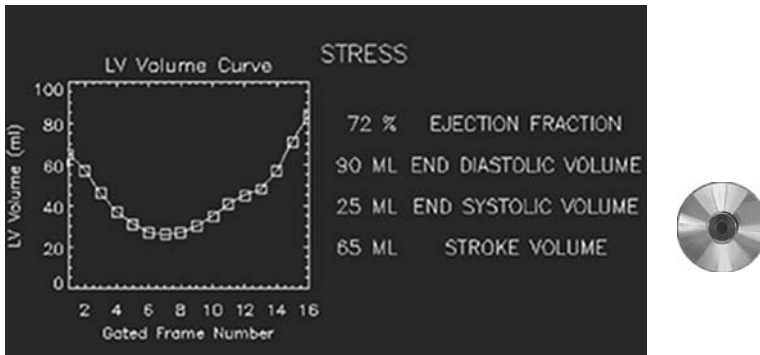 STRESS
LV Volume Curve
LV Volume (ml)
100
80
60
40
20
0
2 4 6 8 10 12 14 16
Gated Frame Number
72 % EJECTION FRACTION
90 ML END DIASTOLIC VOLUME
25 ML END SYSTOLIC VOLUME
65 ML STROKE VOLUME